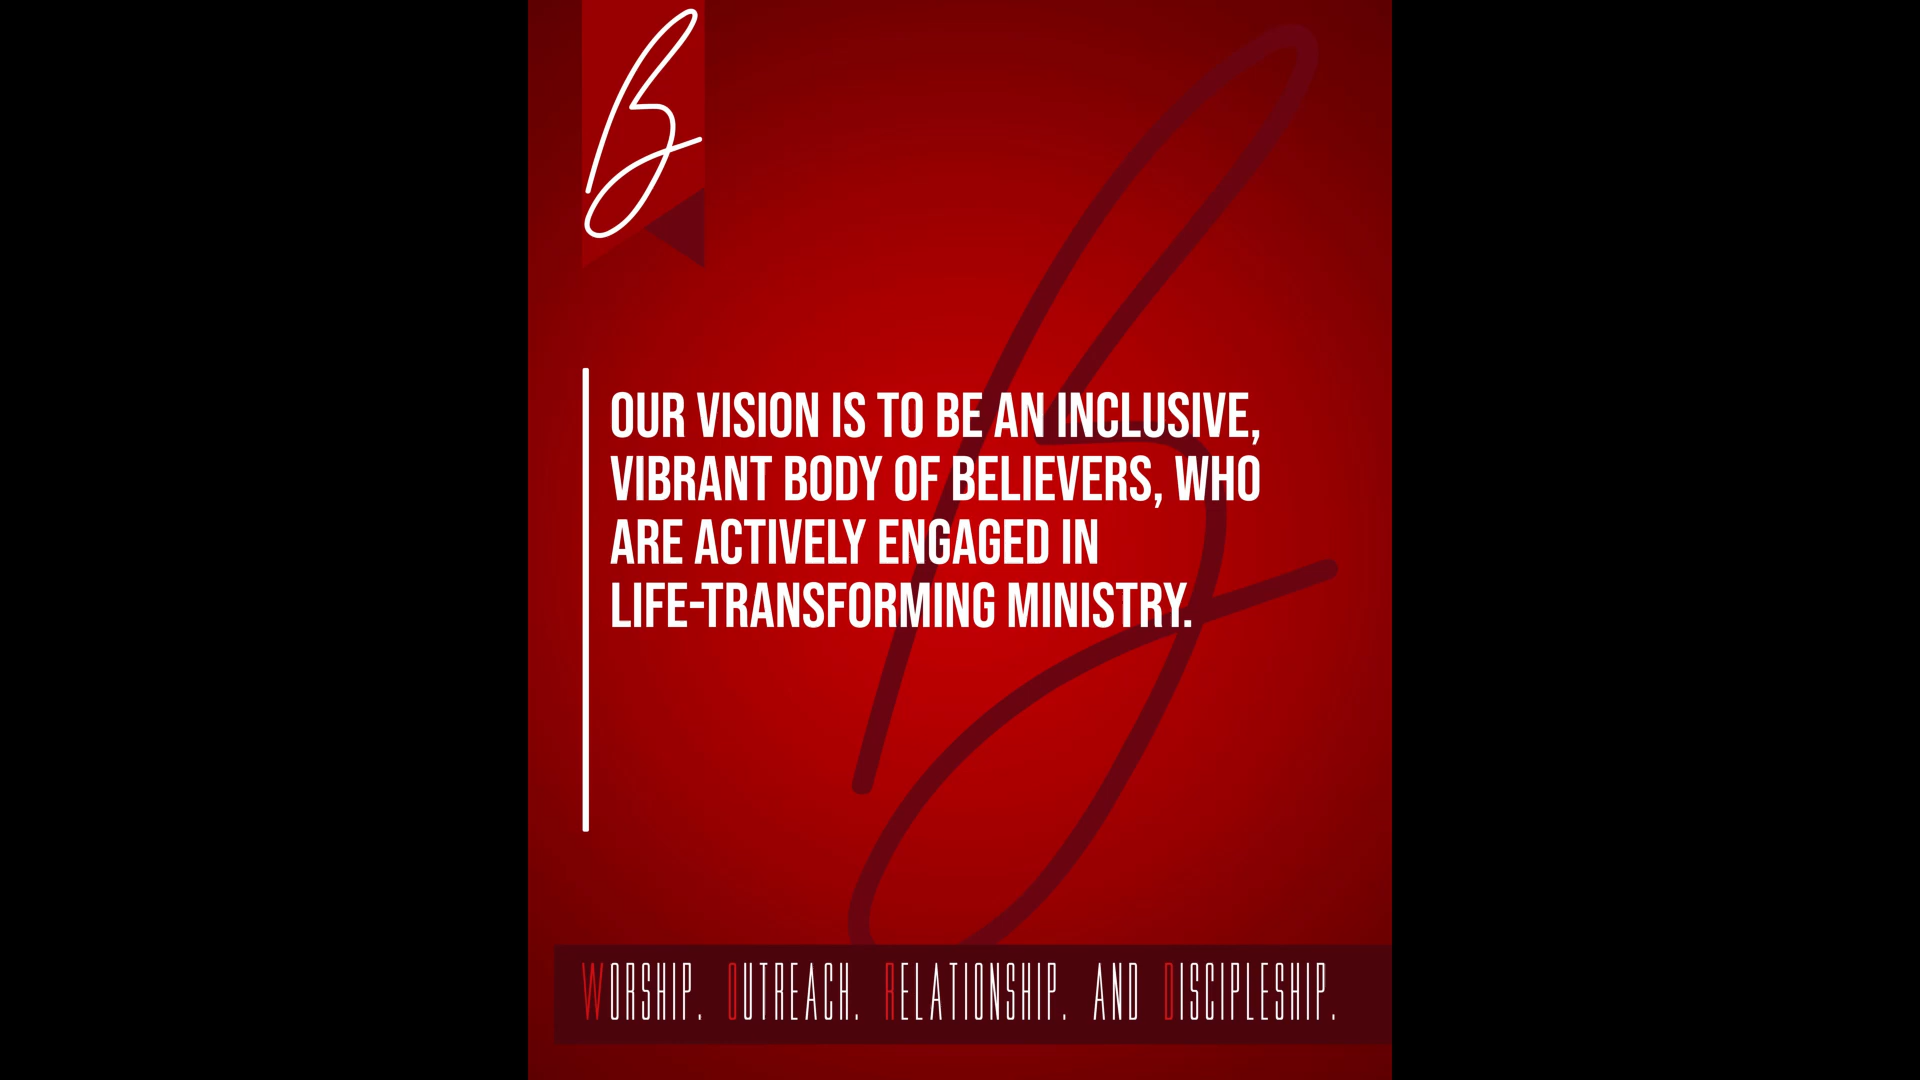 B
OUR VISION IS TO BE AN INCLUSIVE,
VIBRANT BODY OF BELIEVERS, WHO
ARE ACTIVELY ENGAGED IN
LIFE-TRANSFORMING MINISTRY.
WORSHIP. OUTREACH. RELATIONSHIP. AND DISCIPLESHIP.